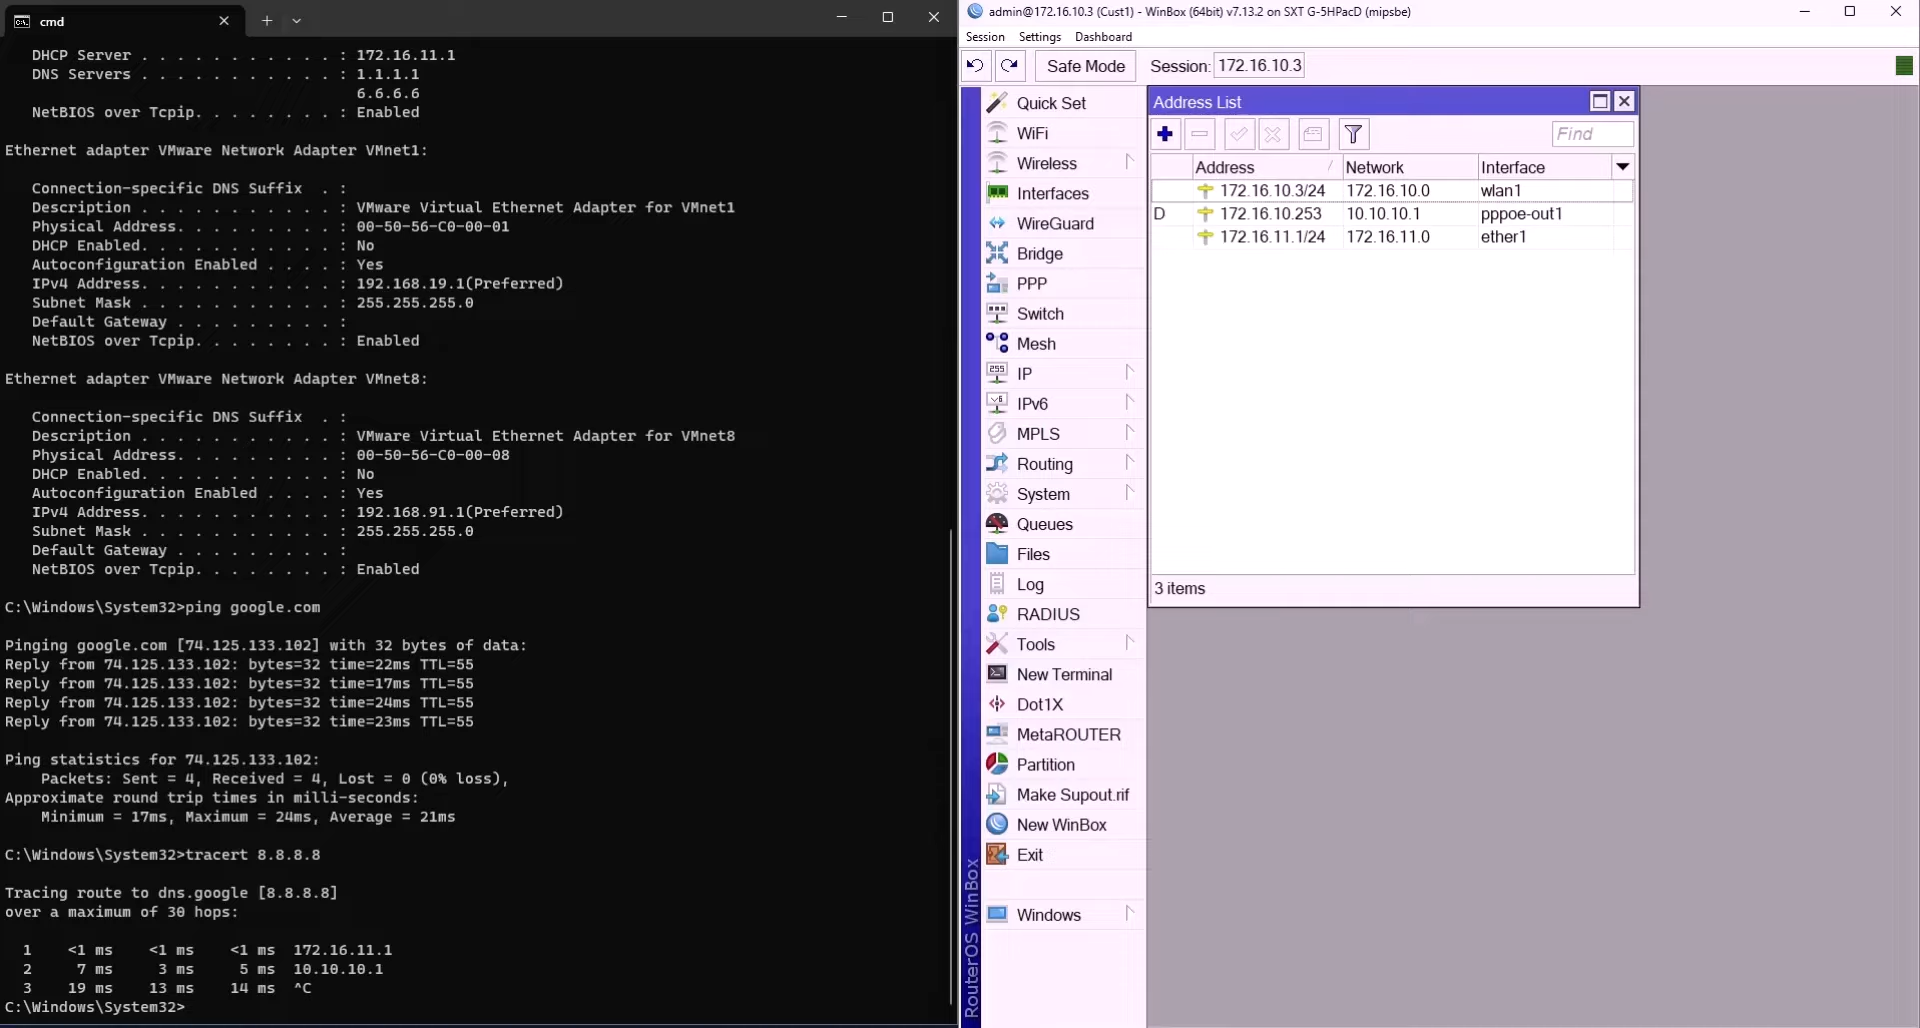 cmd
DHCP Server . . . . . . . . . . . : 172.16.11.1
DNS Servers . . . . . . . . . . . : 1.1.1.1
6.6.6.6
NetBIOS over Tcpip. . . . . . . . : Enabled
Ethernet adapter VMware Network Adapter VMnet1:
Connection-specific DNS Suffix  . :
Description . . . . . . . . . . . : VMware Virtual Ethernet Adapter for VMnet1
Physical Address. . . . . . . . . : 00-50-56-C0-00-01
DHCP Enabled. . . . . . . . . . . : No
Autoconfiguration Enabled . . . . : Yes
IPv4 Address. . . . . . . . . . . : 192.168.19.1(Preferred)
Subnet Mask . . . . . . . . . . . : 255.255.255.0
Default Gateway . . . . . . . . . :
NetBIOS over Tcpip. . . . . . . . : Enabled
Ethernet adapter VMware Network Adapter VMnet8:
Connection-specific DNS Suffix  . :
Description . . . . . . . . . . . : VMware Virtual Ethernet Adapter for VMnet8
Physical Address. . . . . . . . . : 00-50-56-C0-00-08
DHCP Enabled. . . . . . . . . . . : No
Autoconfiguration Enabled . . . . : Yes
IPv4 Address. . . . . . . . . . . : 192.168.91.1(Preferred)
Subnet Mask . . . . . . . . . . . : 255.255.255.0
Default Gateway . . . . . . . . . :
NetBIOS over Tcpip. . . . . . . . : Enabled
C:\Windows\System32>ping google.com
Pinging google.com [74.125.133.102] with 32 bytes of data:
Reply from 74.125.133.102: bytes=32 time=22ms TTL=55
Reply from 74.125.133.102: bytes=32 time=17ms TTL=55
Reply from 74.125.133.102: bytes=32 time=24ms TTL=55
Reply from 74.125.133.102: bytes=32 time=23ms TTL=55
Ping statistics for 74.125.133.102:
Packets: Sent = 4, Received = 4, Lost = 0 (0% loss),
Approximate round trip times in milli-seconds:
Minimum = 17ms, Maximum = 24ms, Average = 21ms
C:\Windows\System32>tracert 8.8.8.8
Tracing route to dns.google [8.8.8.8]
over a maximum of 30 hops:
1 <1 ms <1 ms <1 ms 172.16.11.1
2 7 ms 3 ms 5 ms 10.10.10.1
3 19 ms 13 ms 14 ms ^C
C:\Windows\System32>
admin@172.16.10.3 (Cust1) - WinBox (64bit) v7.13.2 on SXT G-5HPacD (mipsbe)
Session Settings Dashboard
Safe Mode Session: 172.16.10.3
Quick Set
WiFi
Wireless
Interfaces
WireGuard
Bridge
PPP
Switch
Mesh
IP
IPv6
MPLS
Routing
System
Queues
Files
Log
RADIUS
Tools
New Terminal
Dot1X
MetaROUTER
Partition
Make Supout.rif
New WinBox
Exit
Windows
RouterOS WinBox
Address List
Find
Address Network Interface
172.16.10.3/24 172.16.10.0 wlan1
D 172.16.10.253 10.10.10.1 pppoe-out1
172.16.11.1/24 172.16.11.0 ether1
3 items